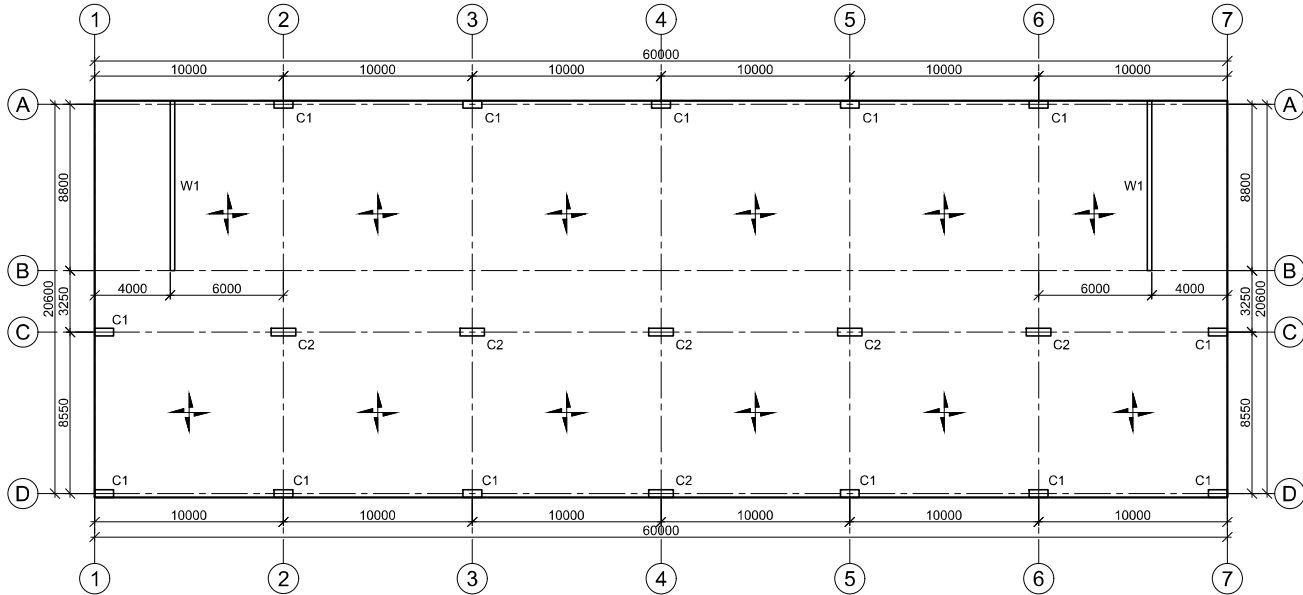 1 2 3 4 5 6 7
60000
10000 10000 10000 10000 10000 10000
A A
C1 C1 C1 C1 C1
8800 W1 W1 8800
B B
4000 6000 6000 4000
20600 3250 3250 20600
C1
C C
C2 C2 C2 C2 C2 C1
8550 8550
C1 C1 C1 C2 C1 C1 C1
D D
10000 10000 10000 10000 10000 10000
60000
1 2 3 4 5 6 7